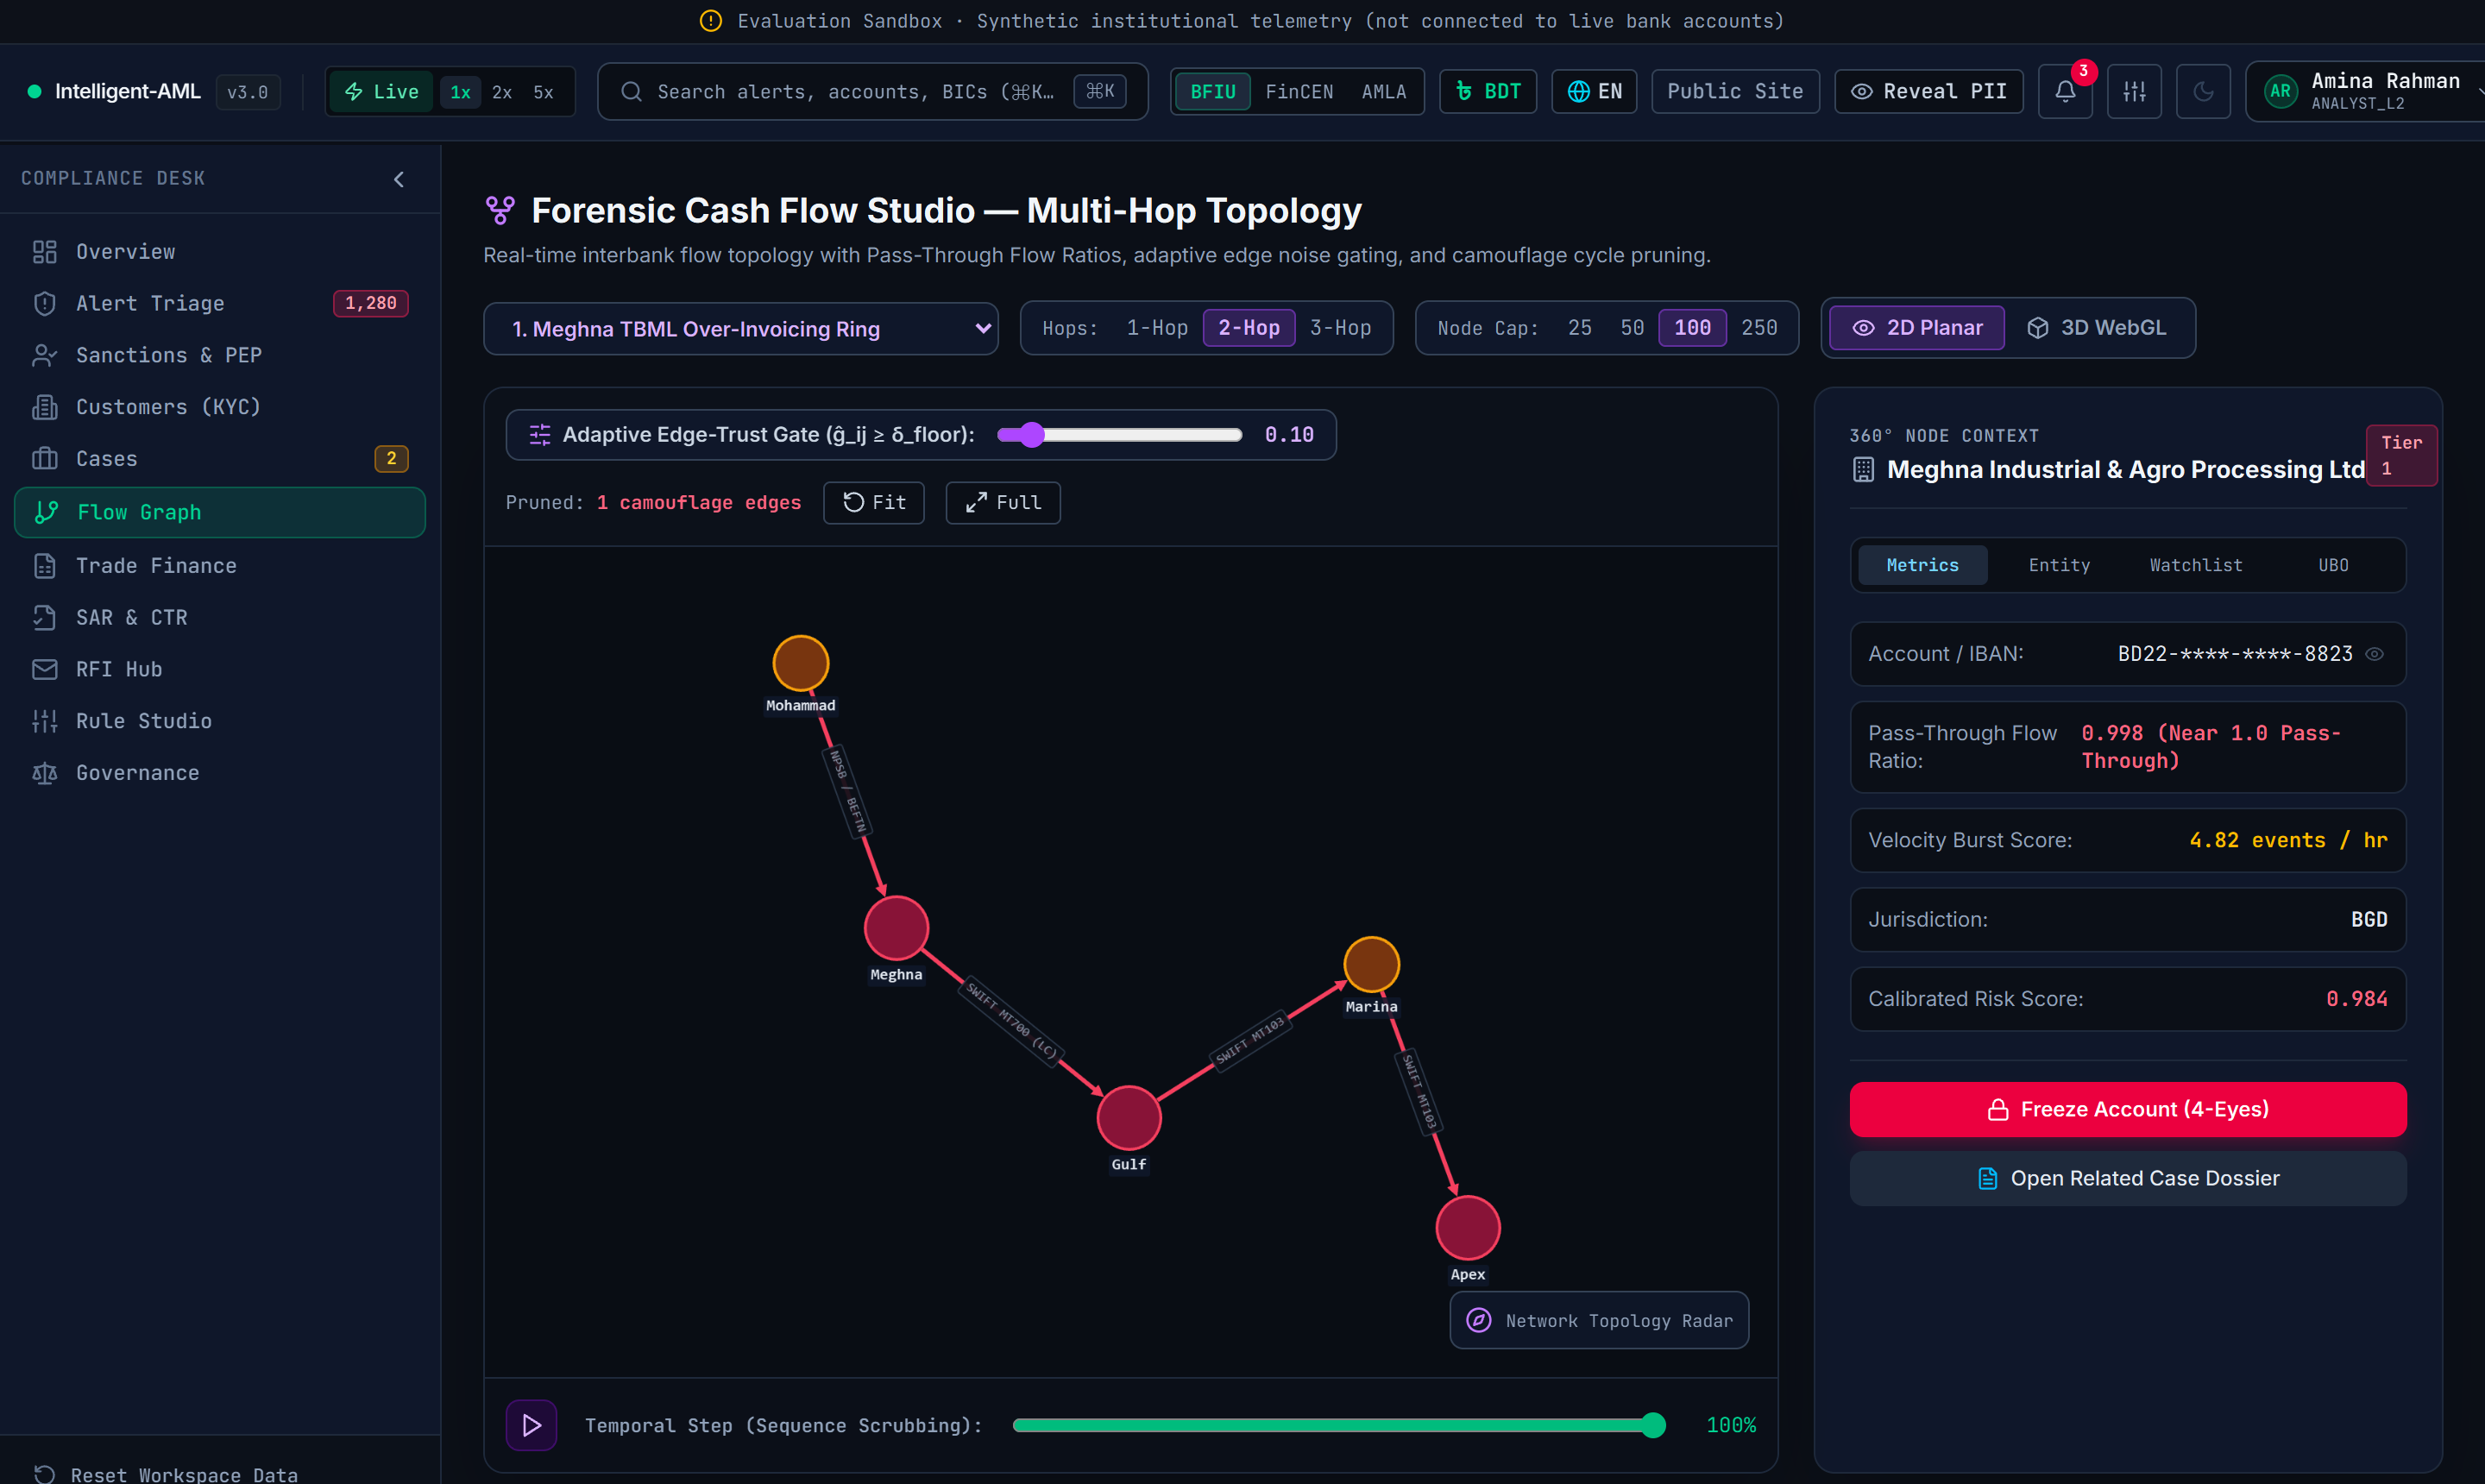 Evaluation Sandbox · Synthetic institutional telemetry (not connected to live bank accounts)
Intelligent-AML v3.0 Live 1x 2x 5x Search alerts, accounts, BICs (⌘K… ⌘K BFIU FinCEN AMLA ৳ BDT EN Public Site Reveal PII 3 AR Amina Rahman
ANALYST_L2
COMPLIANCE DESK
Overview
Alert Triage 1,280
Sanctions & PEP
Customers (KYC)
Cases 2
Flow Graph
Trade Finance
SAR & CTR
RFI Hub
Rule Studio
Governance
Reset Workspace Data
Forensic Cash Flow Studio — Multi-Hop Topology
Real-time interbank flow topology with Pass-Through Flow Ratios, adaptive edge noise gating, and camouflage cycle pruning.
1. Meghna TBML Over-Invoicing Ring Hops: 1-Hop 2-Hop 3-Hop Node Cap: 25 50 100 250 2D Planar 3D WebGL
Adaptive Edge-Trust Gate (ĝ_ij ≥ δ_floor): 0.10
Pruned: 1 camouflage edges Fit Full
Mohammad
NPSB / BEFTN
Meghna
SWIFT MT700 (LC)
Gulf
SWIFT MT103
Marina
SWIFT MT103
Apex
Network Topology Radar
Temporal Step (Sequence Scrubbing): 100%
360° NODE CONTEXT
Meghna Industrial & Agro Processing Ltd
Tier
1
Metrics Entity Watchlist UBO
Account / IBAN: BD22-****-****-8823
Pass-Through Flow
Ratio:
0.998 (Near 1.0 Pass-
Through)
Velocity Burst Score: 4.82 events / hr
Jurisdiction: BGD
Calibrated Risk Score: 0.984
Freeze Account (4-Eyes)
Open Related Case Dossier